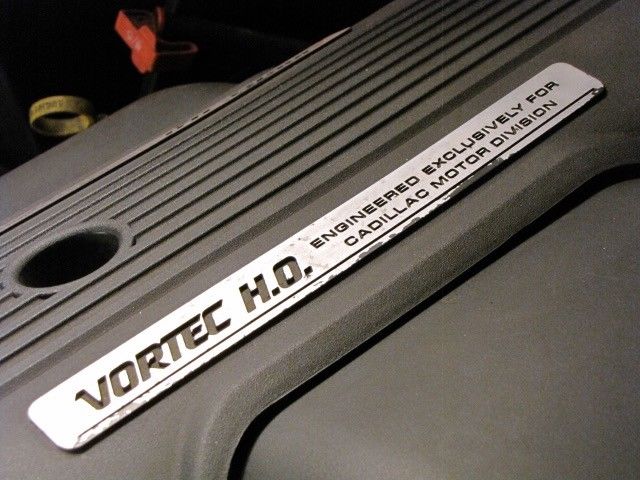 VORTEC H.O.
ENGINEERED EXCLUSIVELY FOR
CADILLAC MOTOR DIVISION